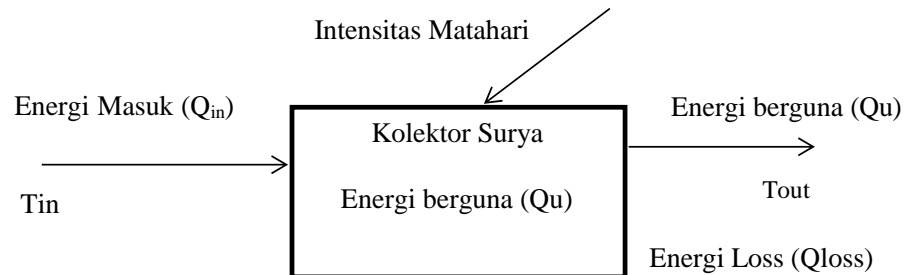 Intensitas Matahari
Energi Masuk (Qin)
Energi berguna (Qu)
Kolektor Surya
Energi berguna (Qu)
Tin
Tout
Energi Loss (Qloss)